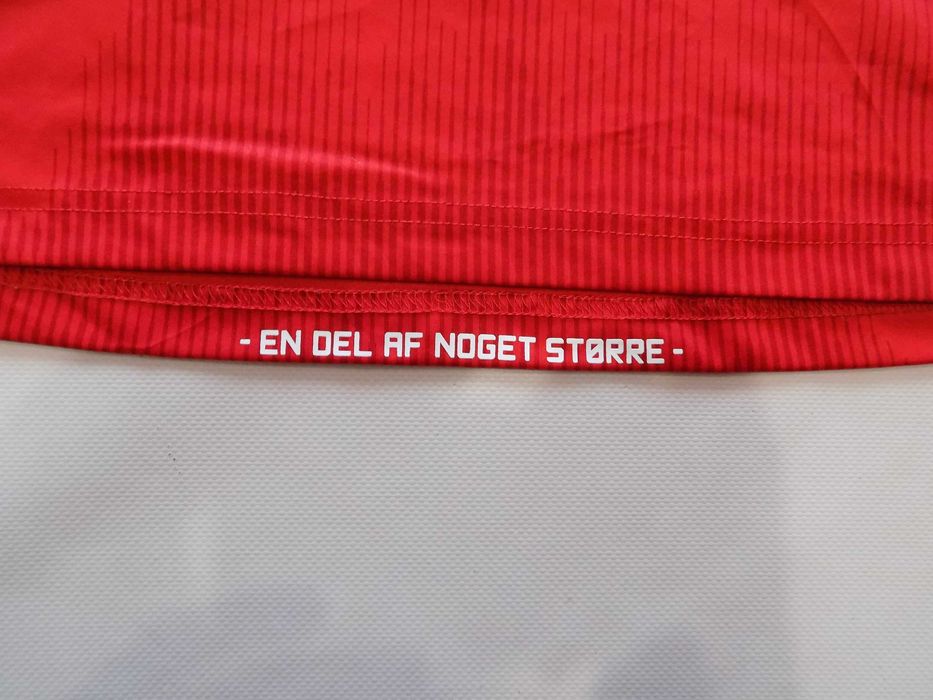 - EN DEL AF NOGET STØRRE -